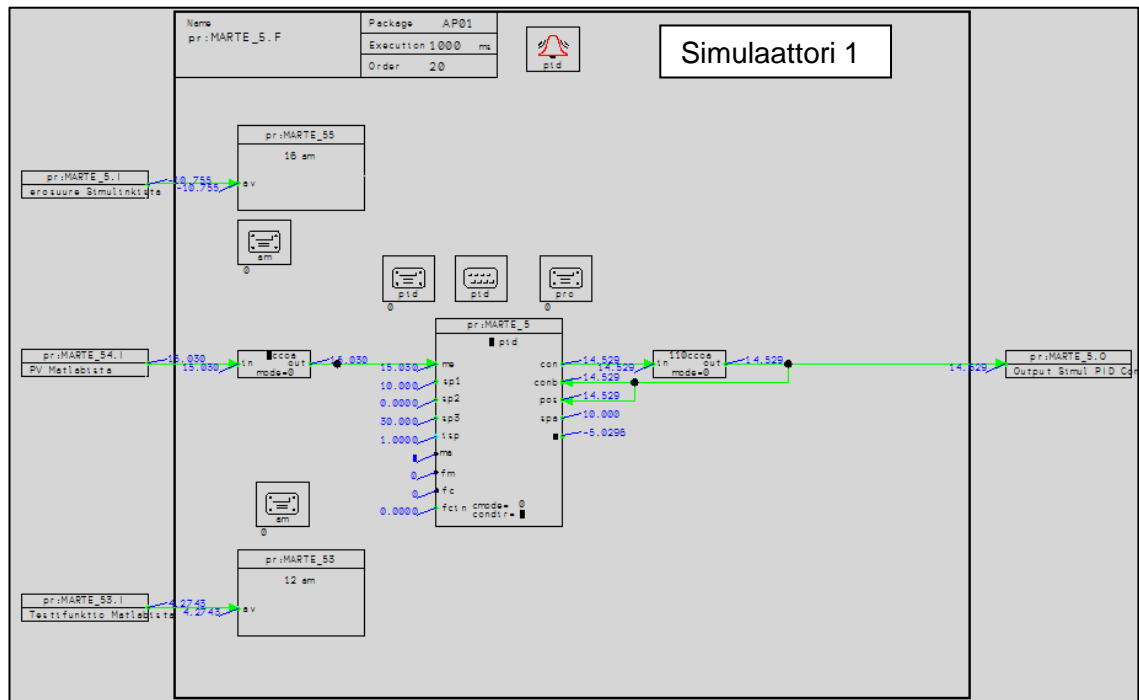 Name
pr:MARTE_5.F
Package AP01
Execution 1000 ms
Order 20
pid
Simulaattori 1
pr:MARTE_55
16 am
av
pr:MARTE_5.I
erosuure Simulinkista
-10.755
-10.755
am
0
pid
0
pid
pro
0
pr:MARTE_54.I
PV Matlabista
15.030
15.030
in
ccoa
out
mode=0
15.030
15.030
pr:MARTE_5
pid
me
10.000
sp1
0.0000
sp2
30.000
sp3
1.0000
isp
ma
0
fm
0
fc
0.0000
fcin
cmode= 0
condir=
con
14.529
conb
14.529
pos
14.529
spa
10.000
-5.0296
14.529
in
110ccoa
out
mode=0
14.529
14.529
pr:MARTE_5.O
Output Simul PID Con
am
0
pr:MARTE_53
12 am
av
pr:MARTE_53.I
Testifunktio Matlabista
4.2743
4.2743